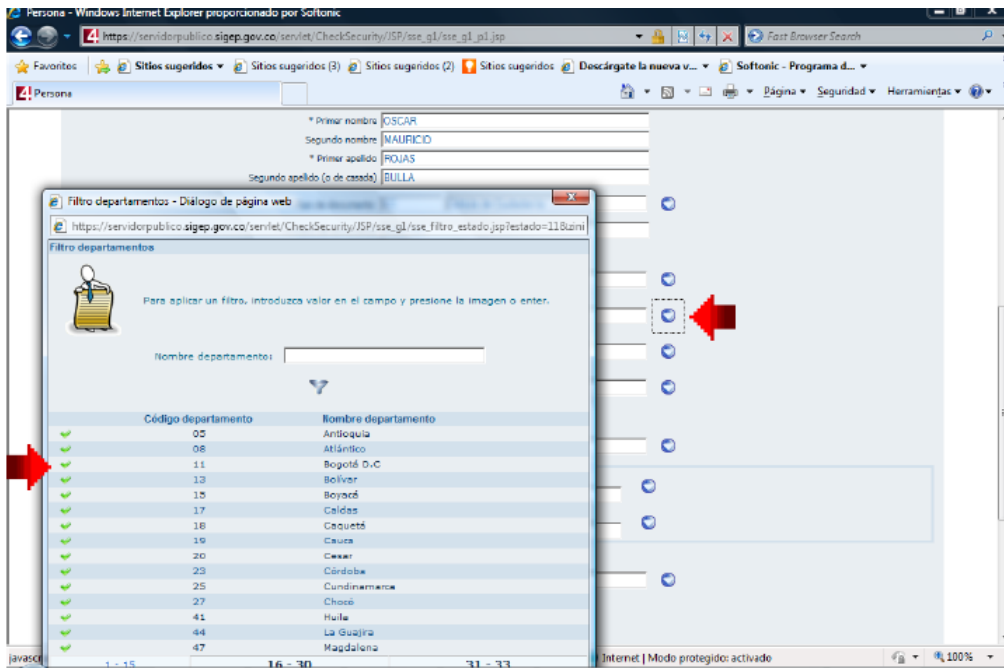 Persona - Windows Internet Explorer proporcionado por Softonic
https://servidorpublico.sigep.gov.co/servlet/CheckSecurity/JSP/sse_g1/sse_g1_p1.jsp
Fast Browser Search
Favoritos Sitios sugeridos Sitios sugeridos (3) Sitios sugeridos (2) Sitios sugeridos Descárgate la nueva v... Softonic - Programa d...
Persona
Página Seguridad Herramientas
* Primer nombre OSCAR
Segundo nombre MAURICIO
* Primer apellido ROJAS
Segundo apellido (o de casada) BULLA
Filtro departamentos - Diálogo de página web
https://servidorpublico.sigep.gov.co/servlet/CheckSecurity/JSP/sse_g1/sse_filtro_estado.jsp?estado=11&zini
Filtro departamentos
Para aplicar un filtro, introduzca valor en el campo y presione la imagen o enter.
Nombre departamento:
Código departamento Nombre departamento
05 Antioquia
08 Atlántico
11 Bogotá D.C
13 Bolívar
15 Boyacá
17 Caldas
18 Caquetá
19 Cauca
20 Cesar
23 Córdoba
25 Cundinamarca
27 Chocó
41 Huila
44 La Guajira
47 Magdalena
1 - 15 16 - 30 31 - 33
javascr
Internet | Modo protegido: activado 100%